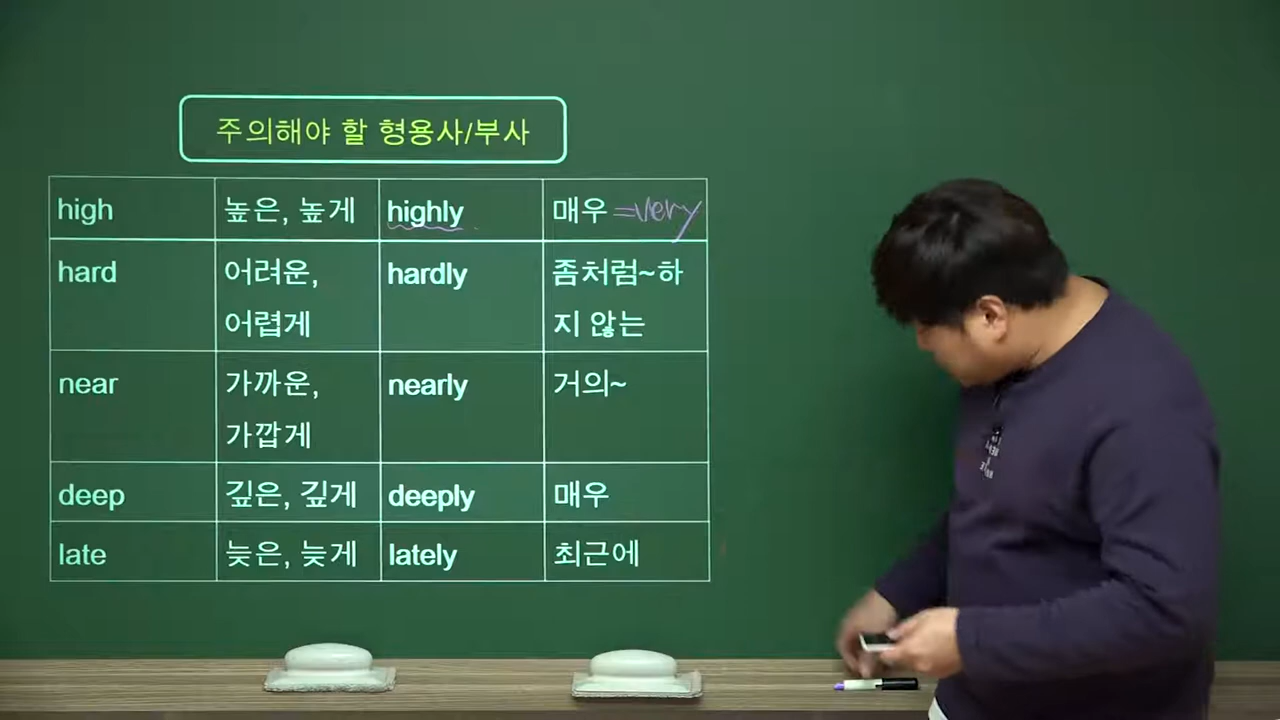 주의해야 할 형용사/부사
high 높은, 높게 highly 매우 =very
hard 어려운, hardly 좀처럼~하
어렵게 지 않는
near 가까운, nearly 거의~
가깝게
deep 깊은, 깊게 deeply 매우
late 늦은, 늦게 lately 최근에